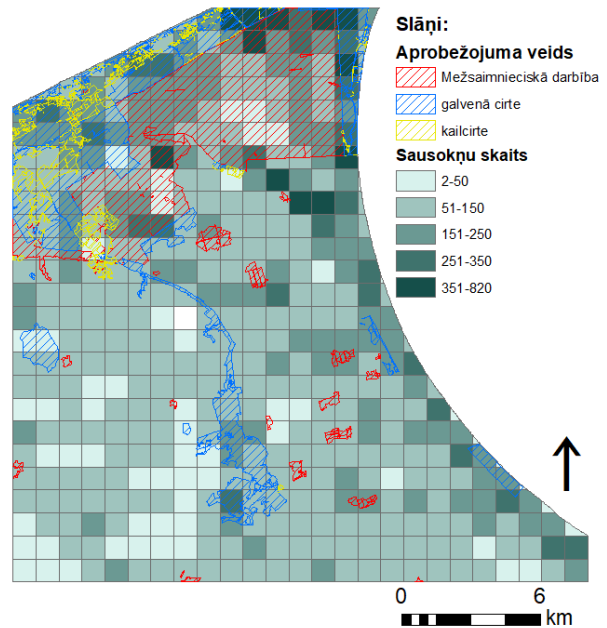 Slāņi:
Aprobežojuma veids
Mežsaimnieciskā darbība
galvenā cirte
kailcirte
Sausokņu skaits
2-50
51-150
151-250
251-350
351-820
0 6
km